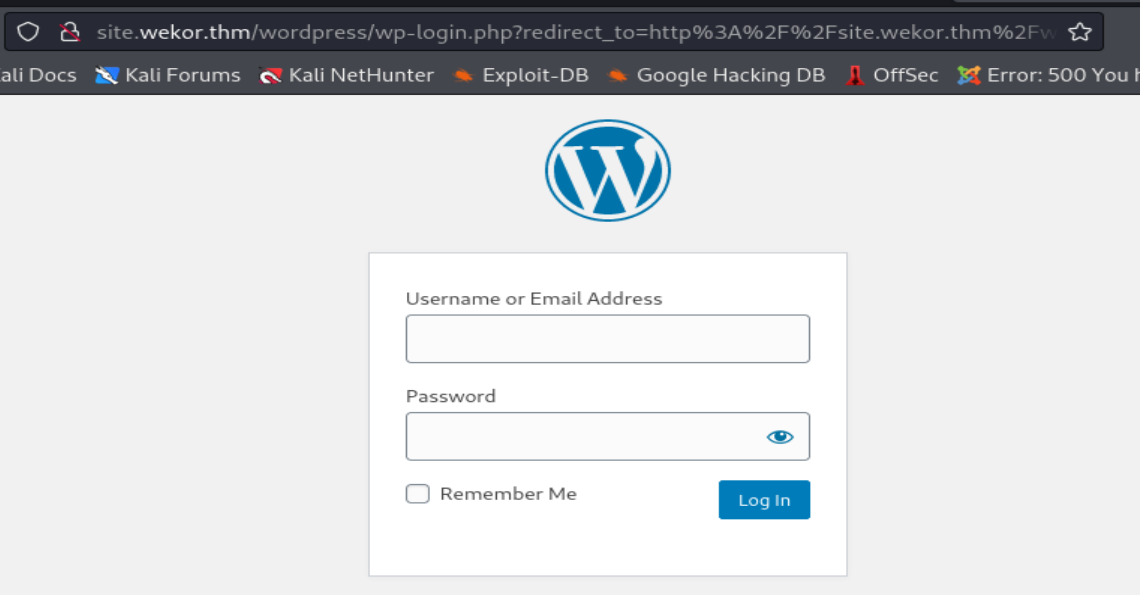 site.wekor.thm/wordpress/wp-login.php?redirect_to=http%3A%2F%2Fsite.wekor.thm%2Fw
ali Docs Kali Forums Kali NetHunter Exploit-DB Google Hacking DB OffSec Error: 500 You h
W
Username or Email Address
Password
Remember Me Log In